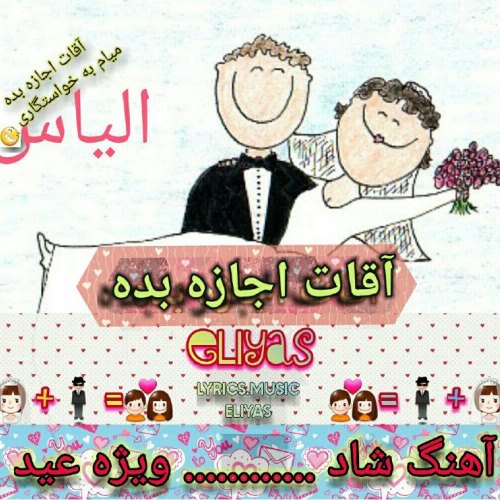 آقات اجازه بده
میام به خواستگاری
الیاس
آقات اجازه بده
ELIYAS
LYRICS.MUSIC
ELIYAS
آهنگ شاد ............ ویژه عید